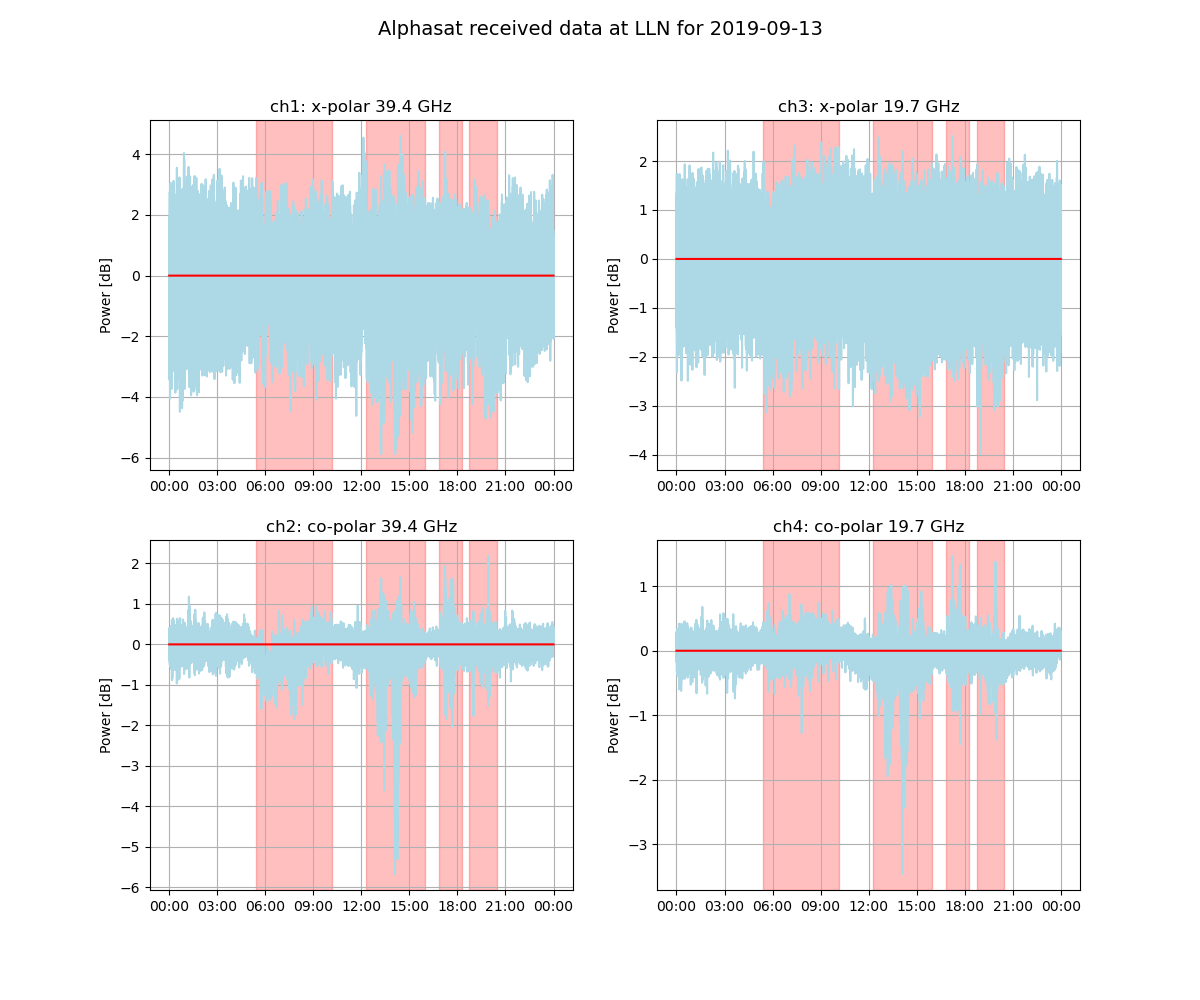 Alphasat received data at LLN for 2019-09-13
ch1: x-polar 39.4 GHz
Power [dB]
4
2
0
−2
−4
−6
00:00 03:00 06:00 09:00 12:00 15:00 18:00 21:00 00:00
ch3: x-polar 19.7 GHz
Power [dB]
2
1
0
−1
−2
−3
−4
00:00 03:00 06:00 09:00 12:00 15:00 18:00 21:00 00:00
ch2: co-polar 39.4 GHz
Power [dB]
2
1
0
−1
−2
−3
−4
−5
−6
00:00 03:00 06:00 09:00 12:00 15:00 18:00 21:00 00:00
ch4: co-polar 19.7 GHz
Power [dB]
1
0
−1
−2
−3
00:00 03:00 06:00 09:00 12:00 15:00 18:00 21:00 00:00